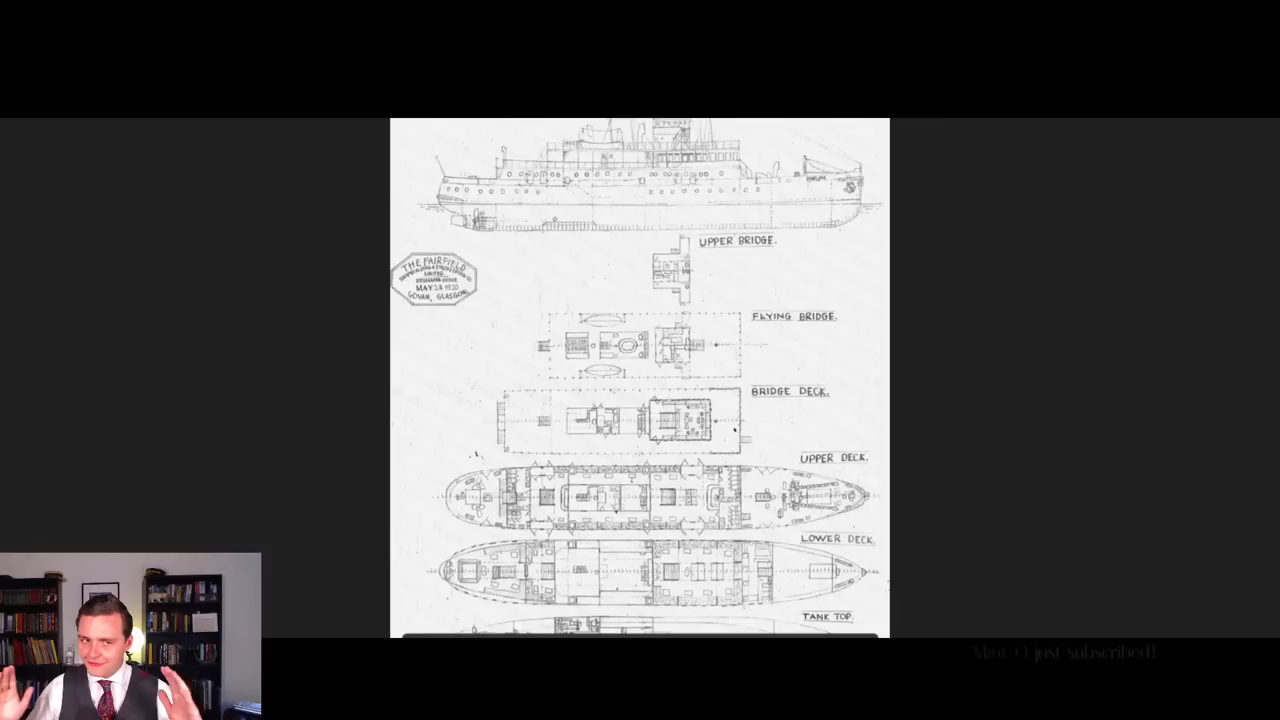 UPPER BRIDGE.
THE FAIRFIELD
LIMITED
MAY 24 1930
GOVAN, GLASGOW
FLYING BRIDGE.
BRIDGE DECK.
UPPER DECK.
LOWER DECK.
TANK TOP.
just subscribed!